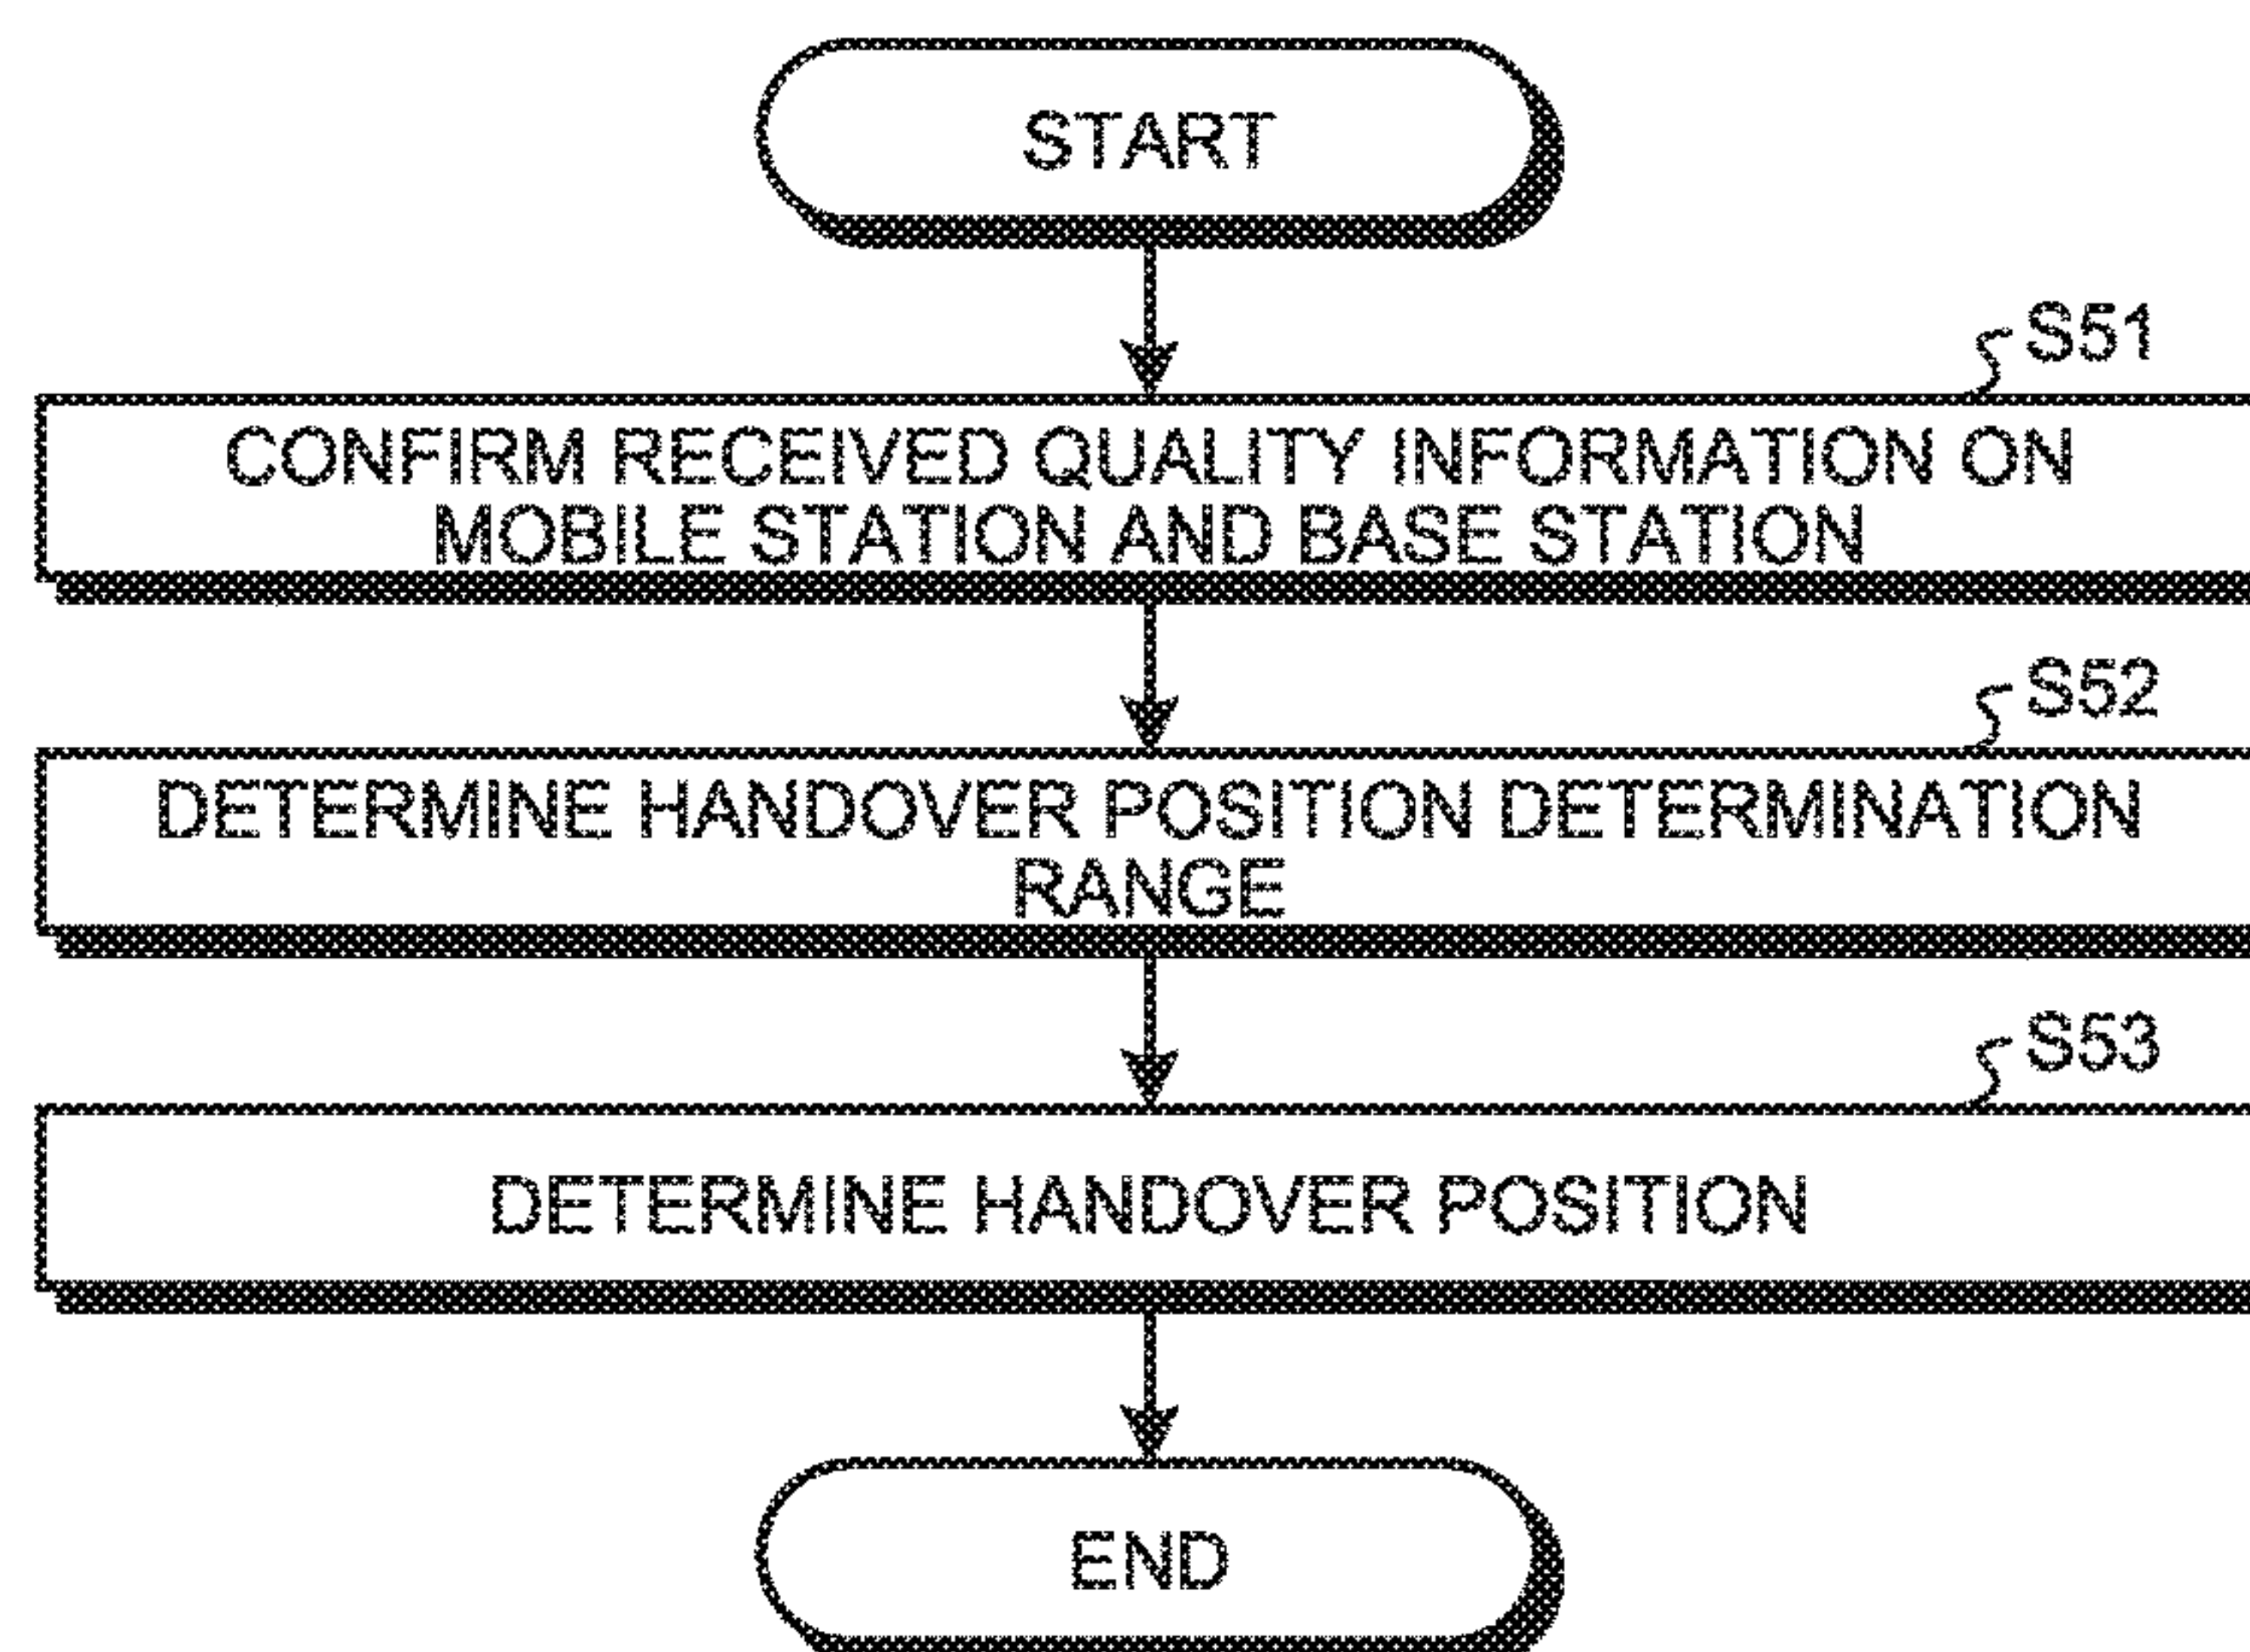 START
S51
CONFIRM RECEIVED QUALITY INFORMATION ON
MOBILE STATION AND BASE STATION
S52
DETERMINE HANDOVER POSITION DETERMINATION
RANGE
S53
DETERMINE HANDOVER POSITION
END